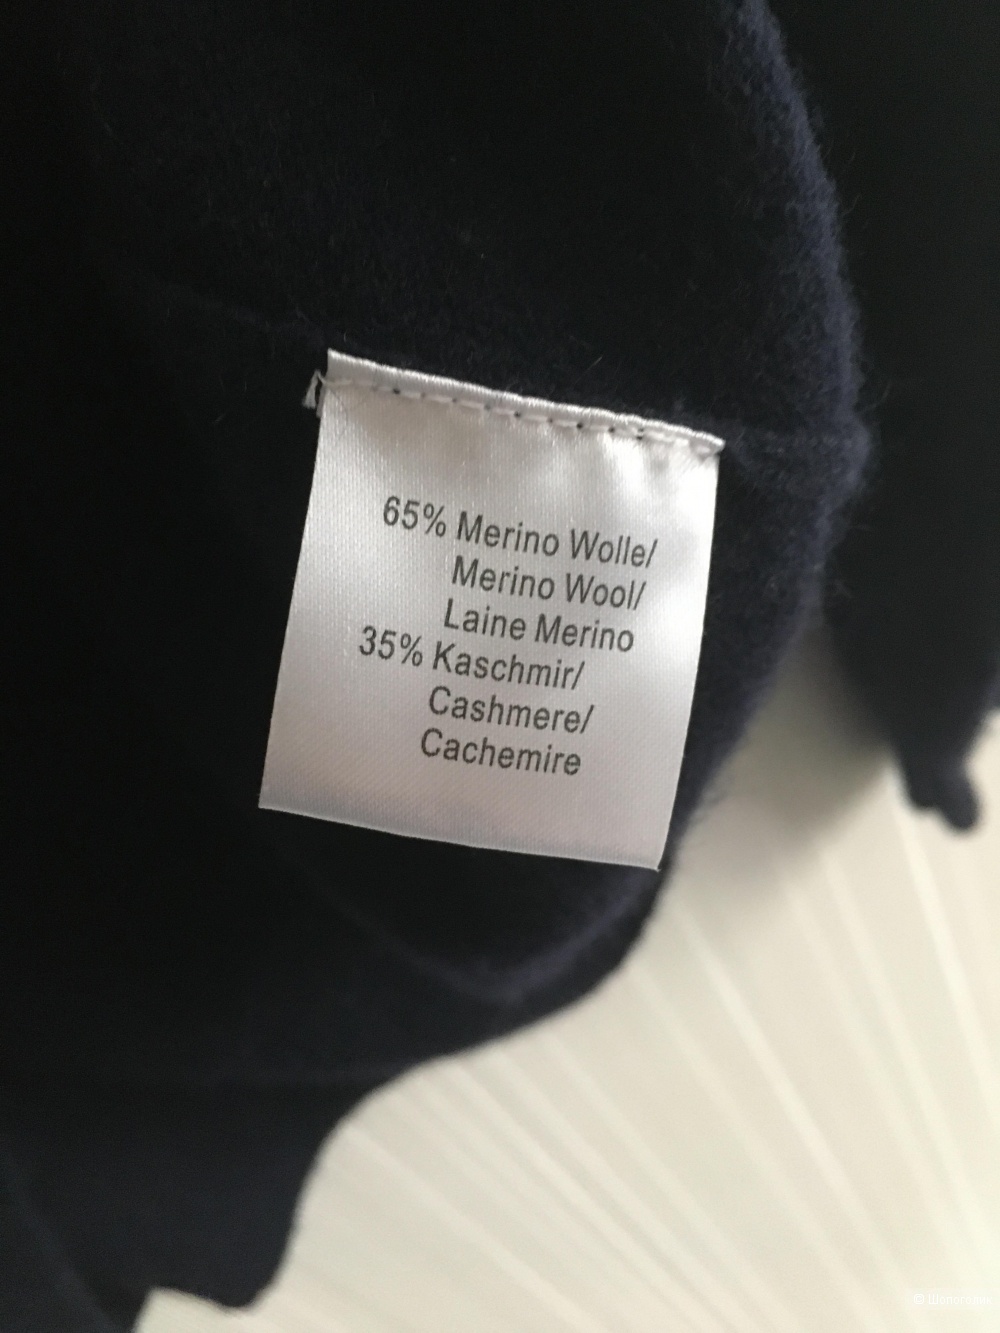 65% Merino Wolle/
Merino Wool/
Laine Merino
35% Kaschmir/
Cashmere/
Cachemire
© Шопоголик